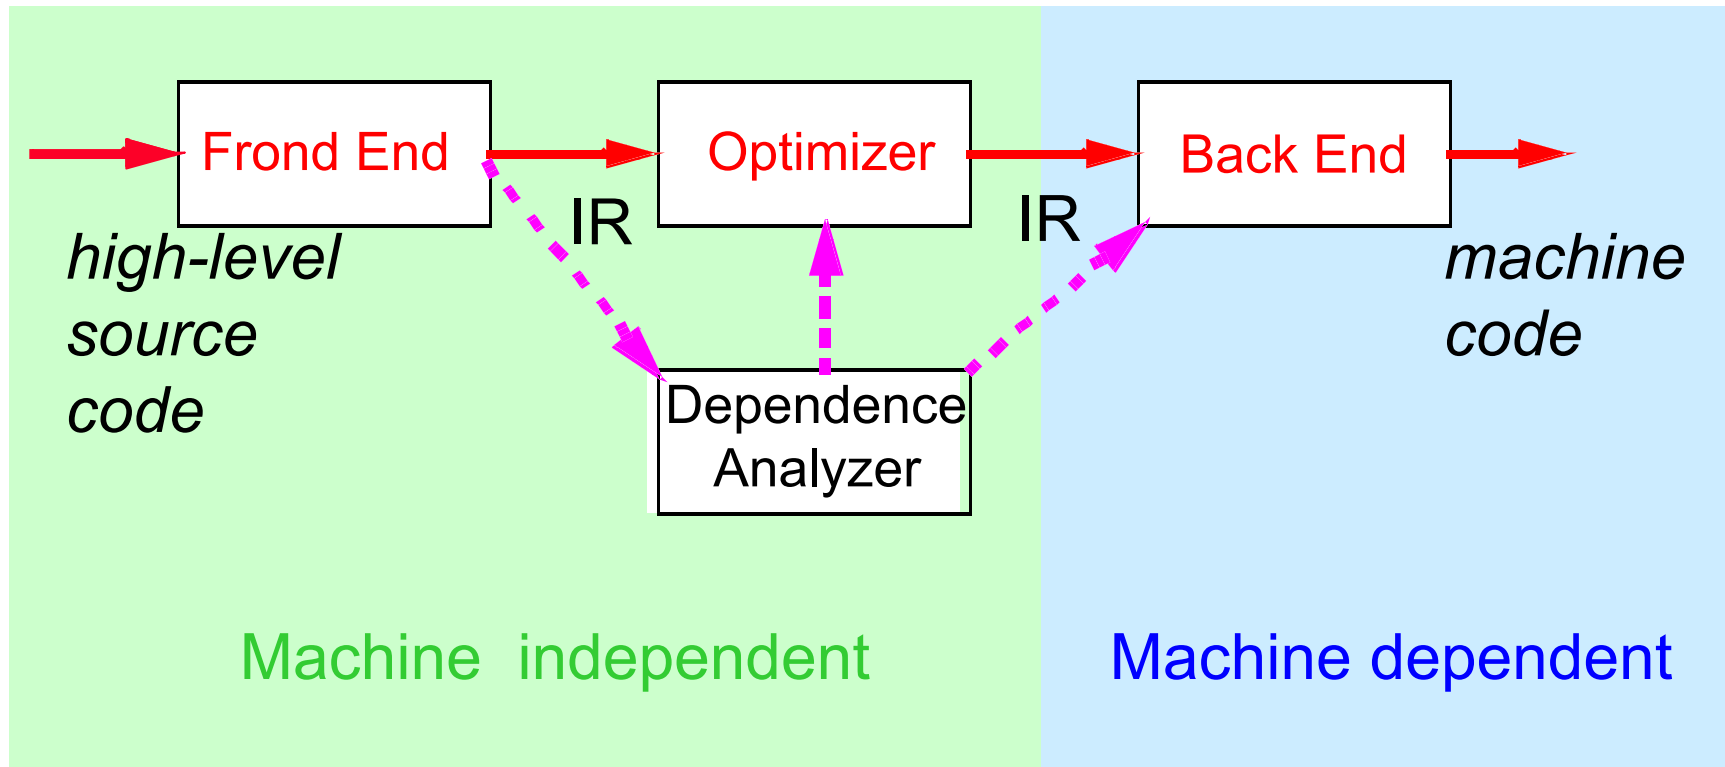 Frond End
Optimizer
Back End
IR
IR
high-level
source
code
machine
code
Dependence
Analyzer
Machine  independent
Machine dependent